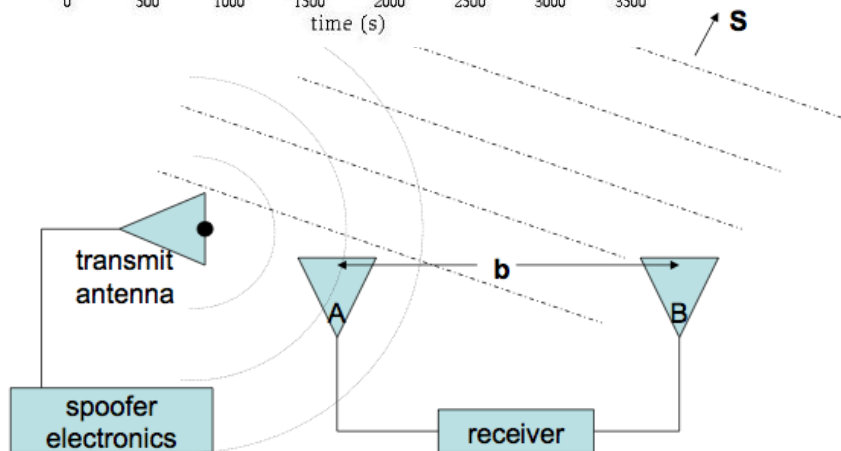 0 500 1000 1500 2000 2500 3000 3500
time (s)
S
transmit
antenna
b
A
B
spoofer
electronics
receiver